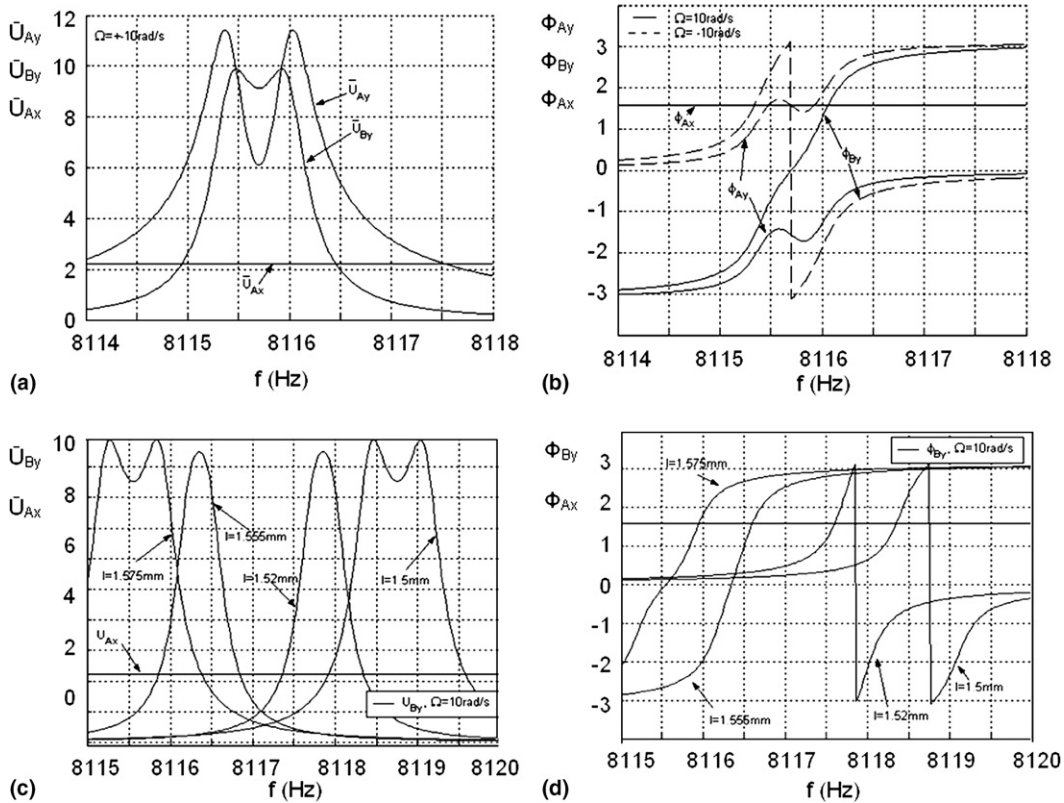 Ū_Ay
Ū_By
Ū_Ax
12
10
8
6
4
2
0
Ω=+-10rad/s
Ū_Ay
Ū_By
Ū_Ax
8114 8115 8116 8117 8118
(a)
f (Hz)
Φ_Ay
Φ_By
Φ_Ax
3
2
1
0
-1
-2
-3
Ω=10rad/s
Ω= -10rad/s
ϕ_Ax
ϕ_By
ϕ_Ay
8114 8115 8116 8117 8118
(b)
f (Hz)
Ū_By
Ū_Ax
10
8
6
4
2
0
I=1.575mm
I=1.555mm
I=1.52mm
I=1.5mm
U_Ax
U_By, Ω=10rad/s
8115 8116 8117 8118 8119 8120
(c)
f (Hz)
Φ_By
Φ_Ax
3
2
1
0
-1
-2
-3
ϕ_By, Ω=10rad/s
I=1.575mm
I=1.555mm
I=1.52mm
I=1.5mm
8115 8116 8117 8118 8119 8120
(d)
f (Hz)